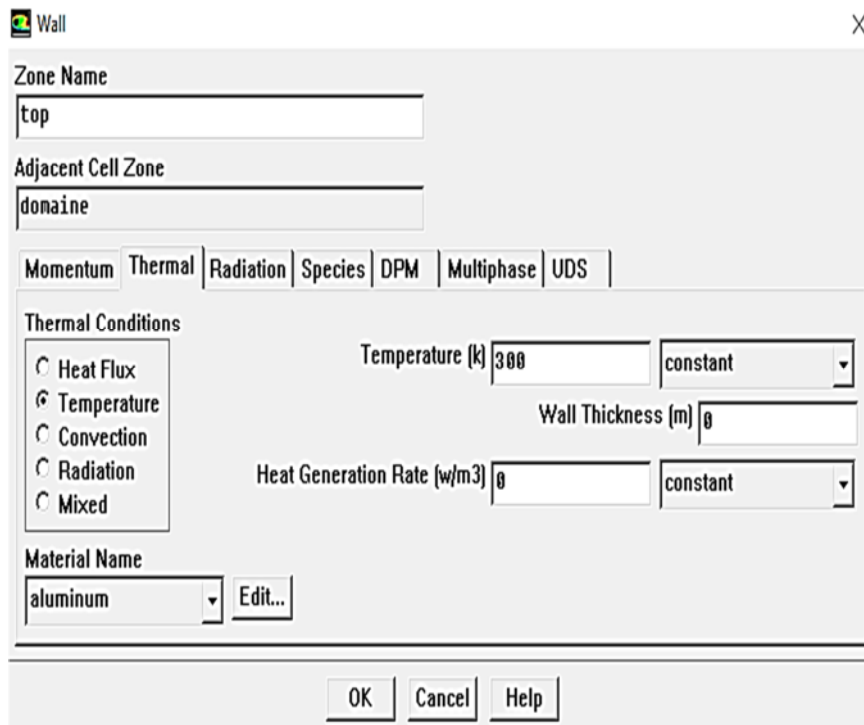 Wall
Zone Name
top
Adjacent Cell Zone
domaine
Momentum Thermal Radiation Species DPM Multiphase UDS
Thermal Conditions
Heat Flux
Temperature
Convection
Radiation
Mixed
Temperature (k) 300 constant
Wall Thickness (m) 0
Heat Generation Rate (w/m3) 0 constant
Material Name
aluminum Edit...
OK Cancel Help